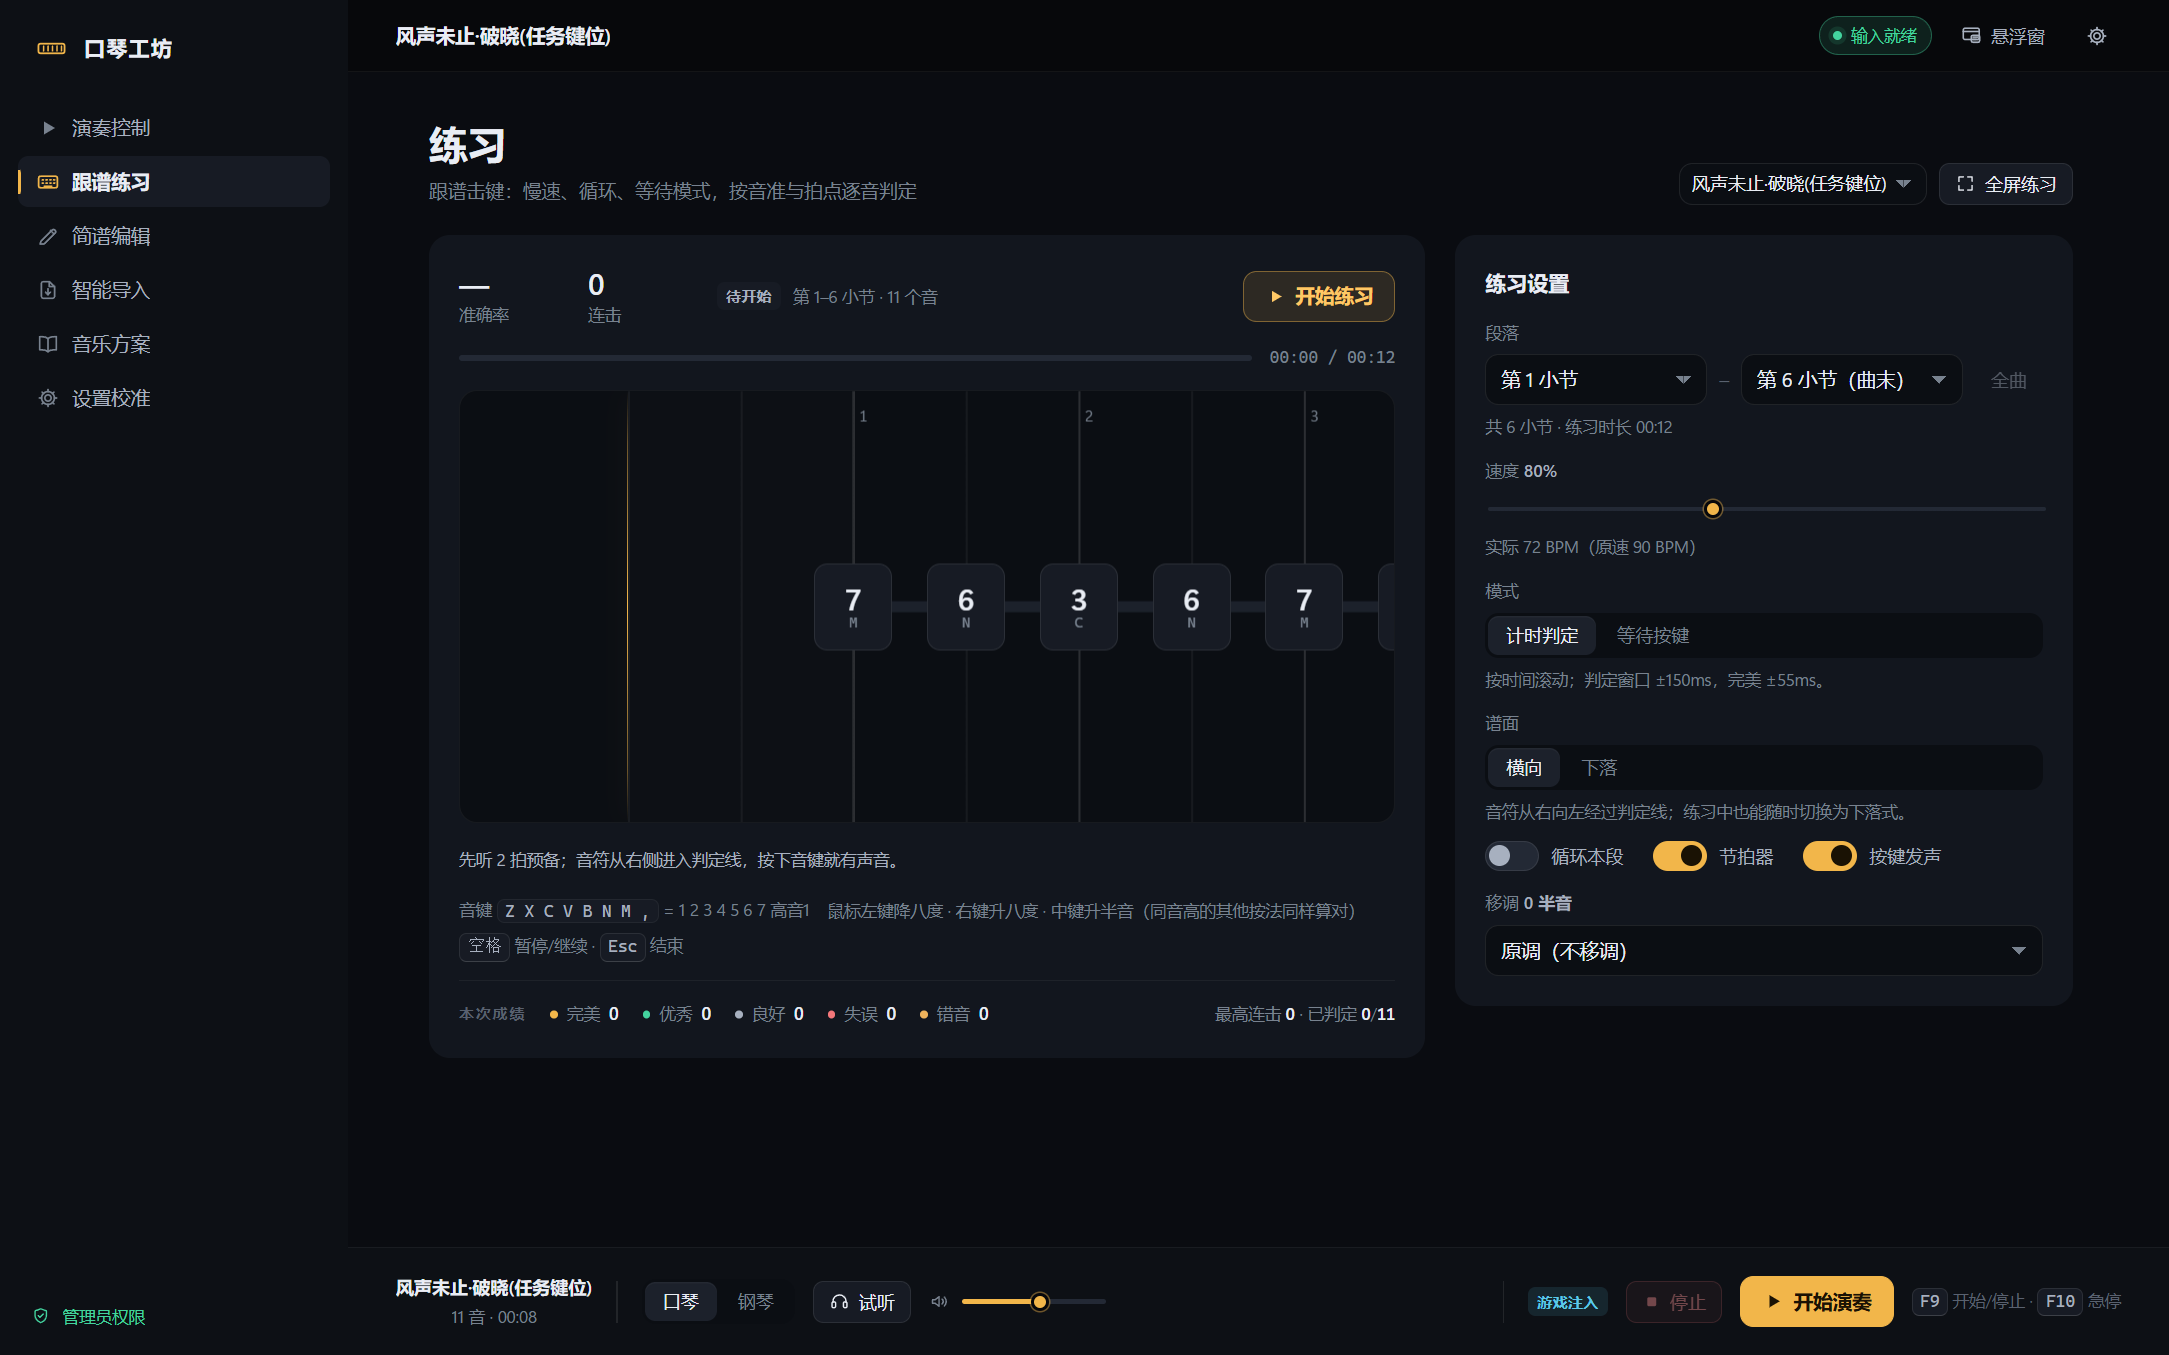 口琴工坊
风声未止·破晓(任务键位)
输入就绪
悬浮窗
演奏控制
跟谱练习
简谱编辑
智能导入
音乐方案
设置校准
练习
跟谱击键：慢速、循环、等待模式，按音准与拍点逐音判定
风声未止·破晓(任务键位)
全屏练习
—
准确率
0
连击
待开始 第 1–6 小节 · 11 个音
开始练习
00:00 / 00:12
1
2
3
7
M
6
N
3
C
6
N
7
M
先听 2 拍预备；音符从右侧进入判定线，按下音键就有声音。
音键 Z X C V B N M , = 1 2 3 4 5 6 7 高音1 鼠标左键降八度 · 右键升八度 · 中键升半音（同音高的其他按法同样算对）
空格 暂停/继续 · Esc 结束
本次成绩 完美 0 优秀 0 良好 0 失误 0 错音 0
最高连击 0 · 已判定 0/11
练习设置
段落
第 1 小节 – 第 6 小节（曲末） 全曲
共 6 小节 · 练习时长 00:12
速度 80%
实际 72 BPM（原速 90 BPM）
模式
计时判定 等待按键
按时间滚动；判定窗口 ±150ms，完美 ±55ms。
谱面
横向 下落
音符从右向左经过判定线；练习中也能随时切换为下落式。
循环本段 节拍器 按键发声
移调 0 半音
原调（不移调）
管理员权限
风声未止·破晓(任务键位)
11 音 · 00:08
口琴 钢琴
试听
游戏注入
停止
开始演奏
F9 开始/停止 · F10 急停